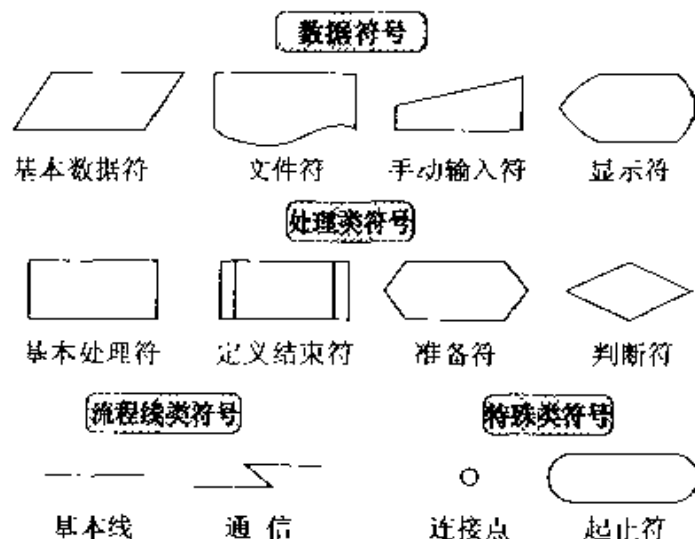 数据符号
基本数据符 文件符 手动输入符 显示符
处理类符号
基本处理符 定义结束符 准备符 判断符
流程线类符号 特殊类符号
基本线 通 信 连接点 起止符